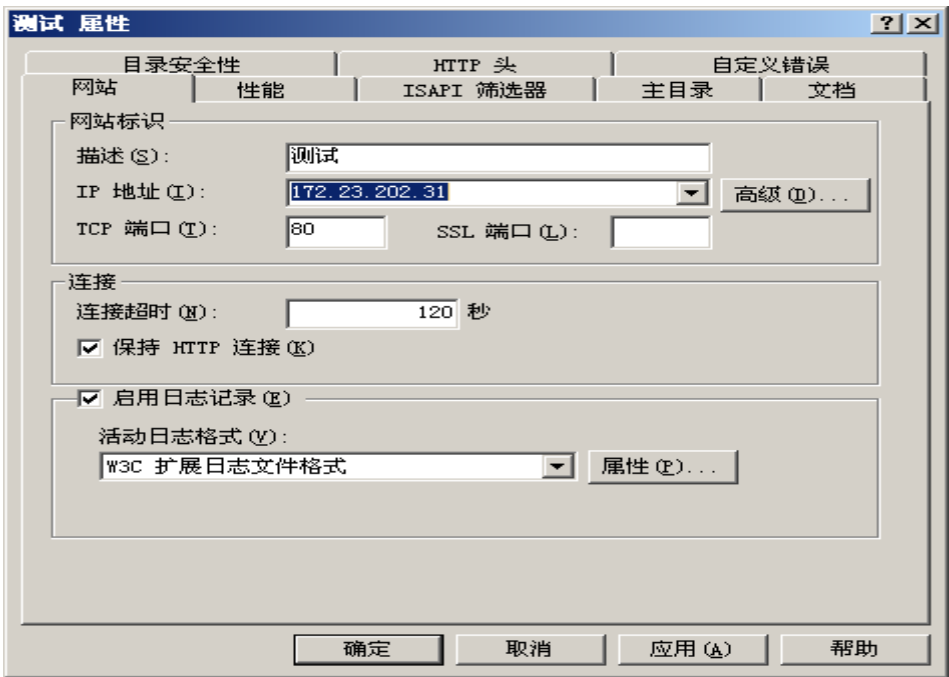 测试 属性
目录安全性 HTTP 头 自定义错误
网站 性能 ISAPI 筛选器 主目录 文档
网站标识
描述(S): 测试
IP 地址(I): 172.23.202.31 高级(D)...
TCP 端口(T): 80 SSL 端口(L):
连接
连接超时(N): 120 秒
保持 HTTP 连接(K)
启用日志记录(E)
活动日志格式(V):
W3C 扩展日志文件格式 属性(P)...
确定 取消 应用(A) 帮助